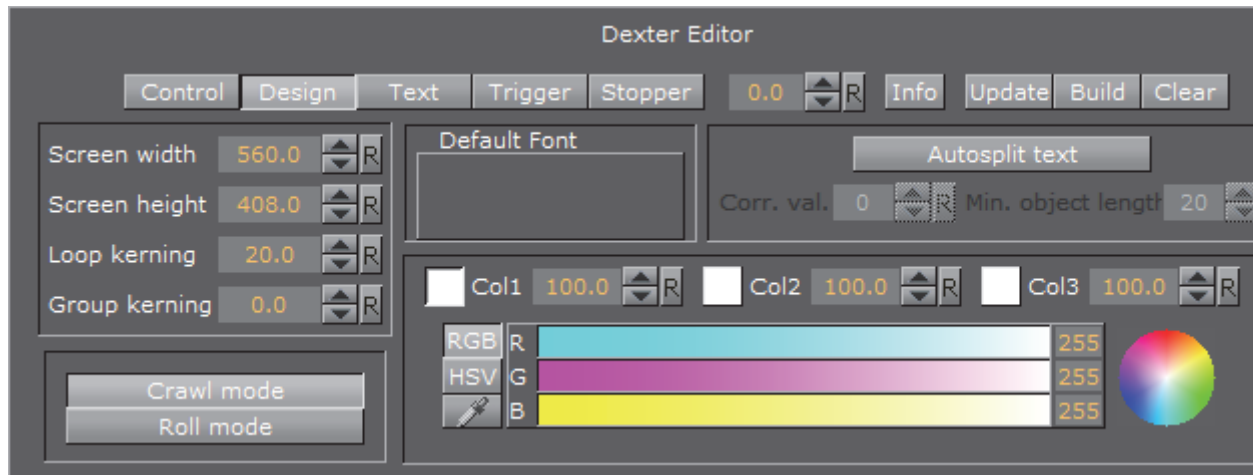 Dexter Editor
Control Design Text Trigger Stopper 0.0 R Info Update Build Clear
Screen width 560.0 R
Screen height 408.0 R
Loop kerning 20.0 R
Group kerning 0.0 R
Default Font
Autosplit text
Corr. val. 0 R Min. object length 20
Col1 100.0 R Col2 100.0 R Col3 100.0 R
RGB R 255
HSV G 255
B 255
Crawl mode
Roll mode